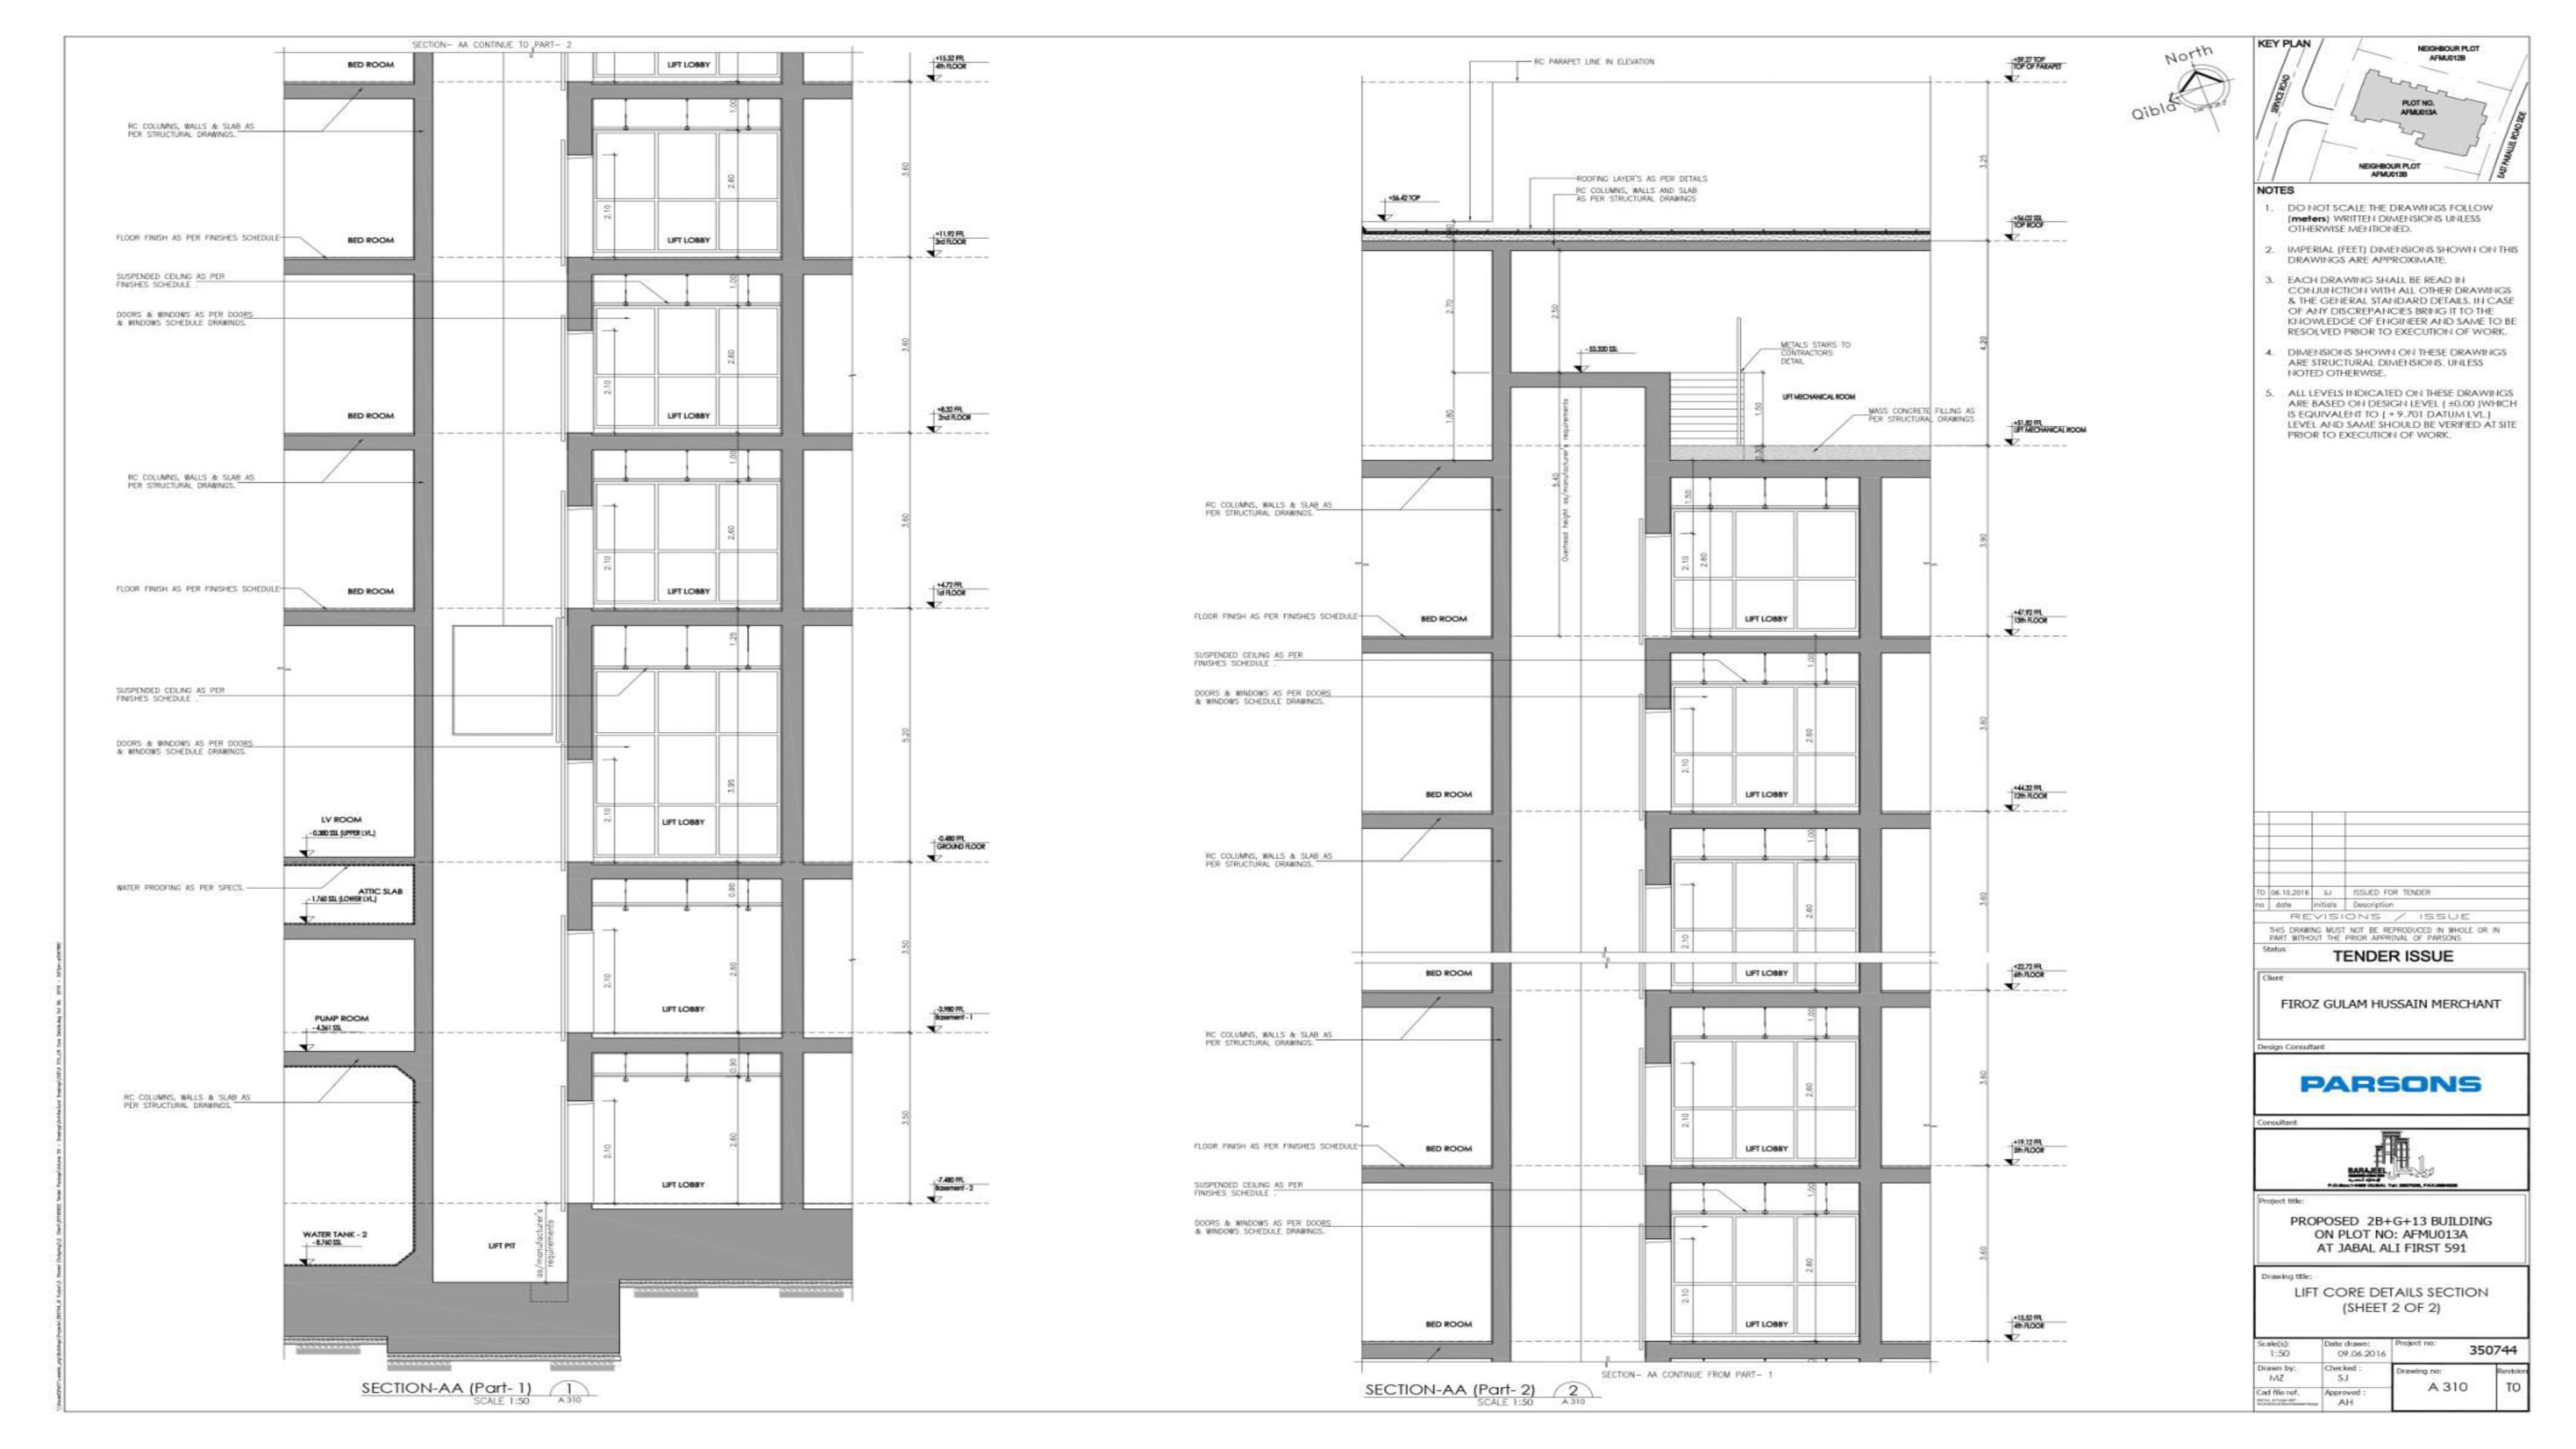 SECTION- AA CONTINUE TO PART- 2
BED ROOM
LIFT LOBBY
+15.52 FFL
4th FLOOR
RC COLUMNS, WALLS & SLAB AS
PER STRUCTURAL DRAWINGS.
1.00
2.60
2.10
3.60
FLOOR FINISH AS PER FINISHES SCHEDULE
BED ROOM
LIFT LOBBY
+11.92 FFL
3rd FLOOR
SUSPENDED CEILING AS PER
FINISHES SCHEDULE .
DOORS & WINDOWS AS PER DOORS
& WINDOWS SCHEDULE DRAWINGS.
1.00
2.60
2.10
3.60
BED ROOM
LIFT LOBBY
+8.32 FFL
2nd FLOOR
RC COLUMNS, WALLS & SLAB AS
PER STRUCTURAL DRAWINGS.
1.00
2.60
2.10
3.60
FLOOR FINISH AS PER FINISHES SCHEDULE
BED ROOM
LIFT LOBBY
+4.72 FFL
1st FLOOR
1.25
SUSPENDED CEILING AS PER
FINISHES SCHEDULE .
DOORS & WINDOWS AS PER DOORS
& WINDOWS SCHEDULE DRAWINGS.
5.20
3.95
2.10
LV ROOM
-0.380 SSL (UPPER LVL.)
LIFT LOBBY
-0.480 FFL
GROUND FLOOR
WATER PROOFING AS PER SPECS.
ATTIC SLAB
-1.760 SSL (LOWER LVL.)
0.90
2.60
2.10
3.50
PUMP ROOM
-4.361 SSL
LIFT LOBBY
-3.980 FFL
Basement - 1
RC COLUMNS, WALLS & SLAB AS
PER STRUCTURAL DRAWINGS.
0.90
2.60
2.10
3.50
LIFT LOBBY
-7.480 FFL
Basement - 2
WATER TANK - 2
-8.760 SSL
LIFT PIT
as/manufacturer's
requirements
SECTION-AA (Part- 1)
1
SCALE 1:50
A 310
RC PARAPET LINE IN ELEVATION
+59.27 TOP
TOP OF PARAPET
3.25
ROOFING LAYER'S AS PER DETAILS
RC COLUMNS, WALLS AND SLAB
AS PER STRUCTURAL DRAWINGS
+56.42 TOP
+56.02 SSL
TOP ROOF
2.70
2.50
4.20
METALS STAIRS TO
CONTRACTORS
DETAIL
LIFT MECHANICAL ROOM
1.80
1.50
MASS CONCRETE FILLING AS
PER STRUCTURAL DRAWINGS
+51.82 FFL
LIFT MECHANICAL ROOM
0.30
5.40
Overhead height as/manufacturer's requirements
RC COLUMNS, WALLS & SLAB AS
PER STRUCTURAL DRAWINGS.
1.50
2.10
2.60
3.90
FLOOR FINISH AS PER FINISHES SCHEDULE
BED ROOM
LIFT LOBBY
+47.92 FFL
13th FLOOR
SUSPENDED CEILING AS PER
FINISHES SCHEDULE .
DOORS & WINDOWS AS PER DOORS
& WINDOWS SCHEDULE DRAWINGS.
1.00
2.60
2.10
3.60
BED ROOM
LIFT LOBBY
+44.32 FFL
12th FLOOR
RC COLUMNS, WALLS & SLAB AS
PER STRUCTURAL DRAWINGS.
1.00
2.60
2.10
3.60
BED ROOM
LIFT LOBBY
+22.72 FFL
6th FLOOR
RC COLUMNS, WALLS & SLAB AS
PER STRUCTURAL DRAWINGS.
1.00
2.60
2.10
3.60
FLOOR FINISH AS PER FINISHES SCHEDULE
BED ROOM
LIFT LOBBY
+19.12 FFL
5th FLOOR
SUSPENDED CEILING AS PER
FINISHES SCHEDULE .
DOORS & WINDOWS AS PER DOORS
& WINDOWS SCHEDULE DRAWINGS.
1.00
2.60
2.10
3.60
BED ROOM
LIFT LOBBY
+15.52 FFL
4th FLOOR
SECTION- AA CONTINUE FROM PART- 1
SECTION-AA (Part- 2)
2
SCALE 1:50
A 310
North
Qibla
KEY PLAN
NEIGHBOUR PLOT
AFMU012B
SERVICE ROAD
PLOT NO.
AFMU013A
NEIGHBOUR PLOT
AFMU013B
EAST PARALLEL ROAD SIDE
NOTES
1. DO NOT SCALE THE DRAWINGS FOLLOW
(meters) WRITTEN DIMENSIONS UNLESS
OTHERWISE MENTIONED.
2. IMPERIAL (FEET) DIMENSIONS SHOWN ON THIS
DRAWINGS ARE APPROXIMATE.
3. EACH DRAWING SHALL BE READ IN
CONJUNCTION WITH ALL OTHER DRAWINGS
& THE GENERAL STANDARD DETAILS. IN CASE
OF ANY DISCREPANCIES BRING IT TO THE
KNOWLEDGE OF ENGINEER AND SAME TO BE
RESOLVED PRIOR TO EXECUTION OF WORK.
4. DIMENSIONS SHOWN ON THESE DRAWINGS
ARE STRUCTURAL DIMENSIONS, UNLESS
NOTED OTHERWISE.
5. ALL LEVELS INDICATED ON THESE DRAWINGS
ARE BASED ON DESIGN LEVEL ( ±0.00 )WHICH
IS EQUIVALENT TO ( + 9.701 DATUM LVL.)
LEVEL AND SAME SHOULD BE VERIFIED AT SITE
PRIOR TO EXECUTION OF WORK.
T0 06.10.2016 SJ ISSUED FOR TENDER
no date initials Description
REVISIONS / ISSUE
THIS DRAWING MUST NOT BE REPRODUCED IN WHOLE OR IN
PART WITHOUT THE PRIOR APPROVAL OF PARSONS
Status
TENDER ISSUE
Client
FIROZ GULAM HUSSAIN MERCHANT
Design Consultant
PARSONS
Consultant
BARAJEEL
Project title:
PROPOSED 2B+G+13 BUILDING
ON PLOT NO: AFMU013A
AT JABAL ALI FIRST 591
Drawing title:
LIFT CORE DETAILS SECTION
(SHEET 2 OF 2)
Scale(s):
1:50
Date drawn:
09.06.2016
Project no:
350744
Drawn by:
MZ
Checked :
SJ
Drawing no:
A 310
Revision
T0
Cad file ref.
Approved :
AH